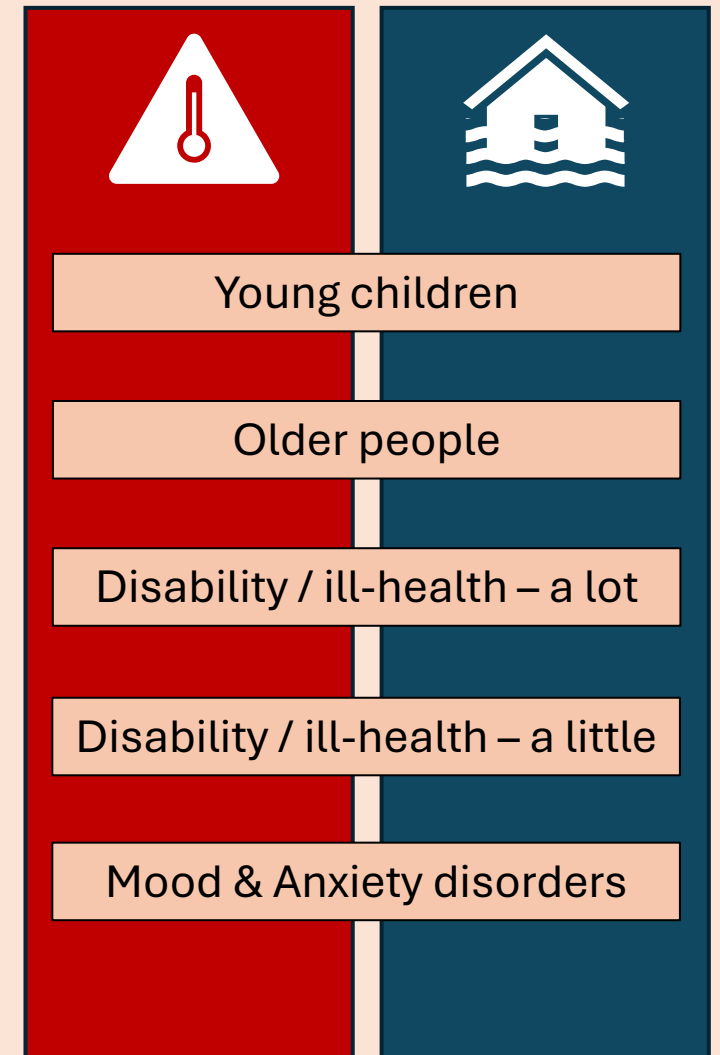 Young children
Older people
Disability / ill-health – a lot
Disability / ill-health – a little
Mood & Anxiety disorders